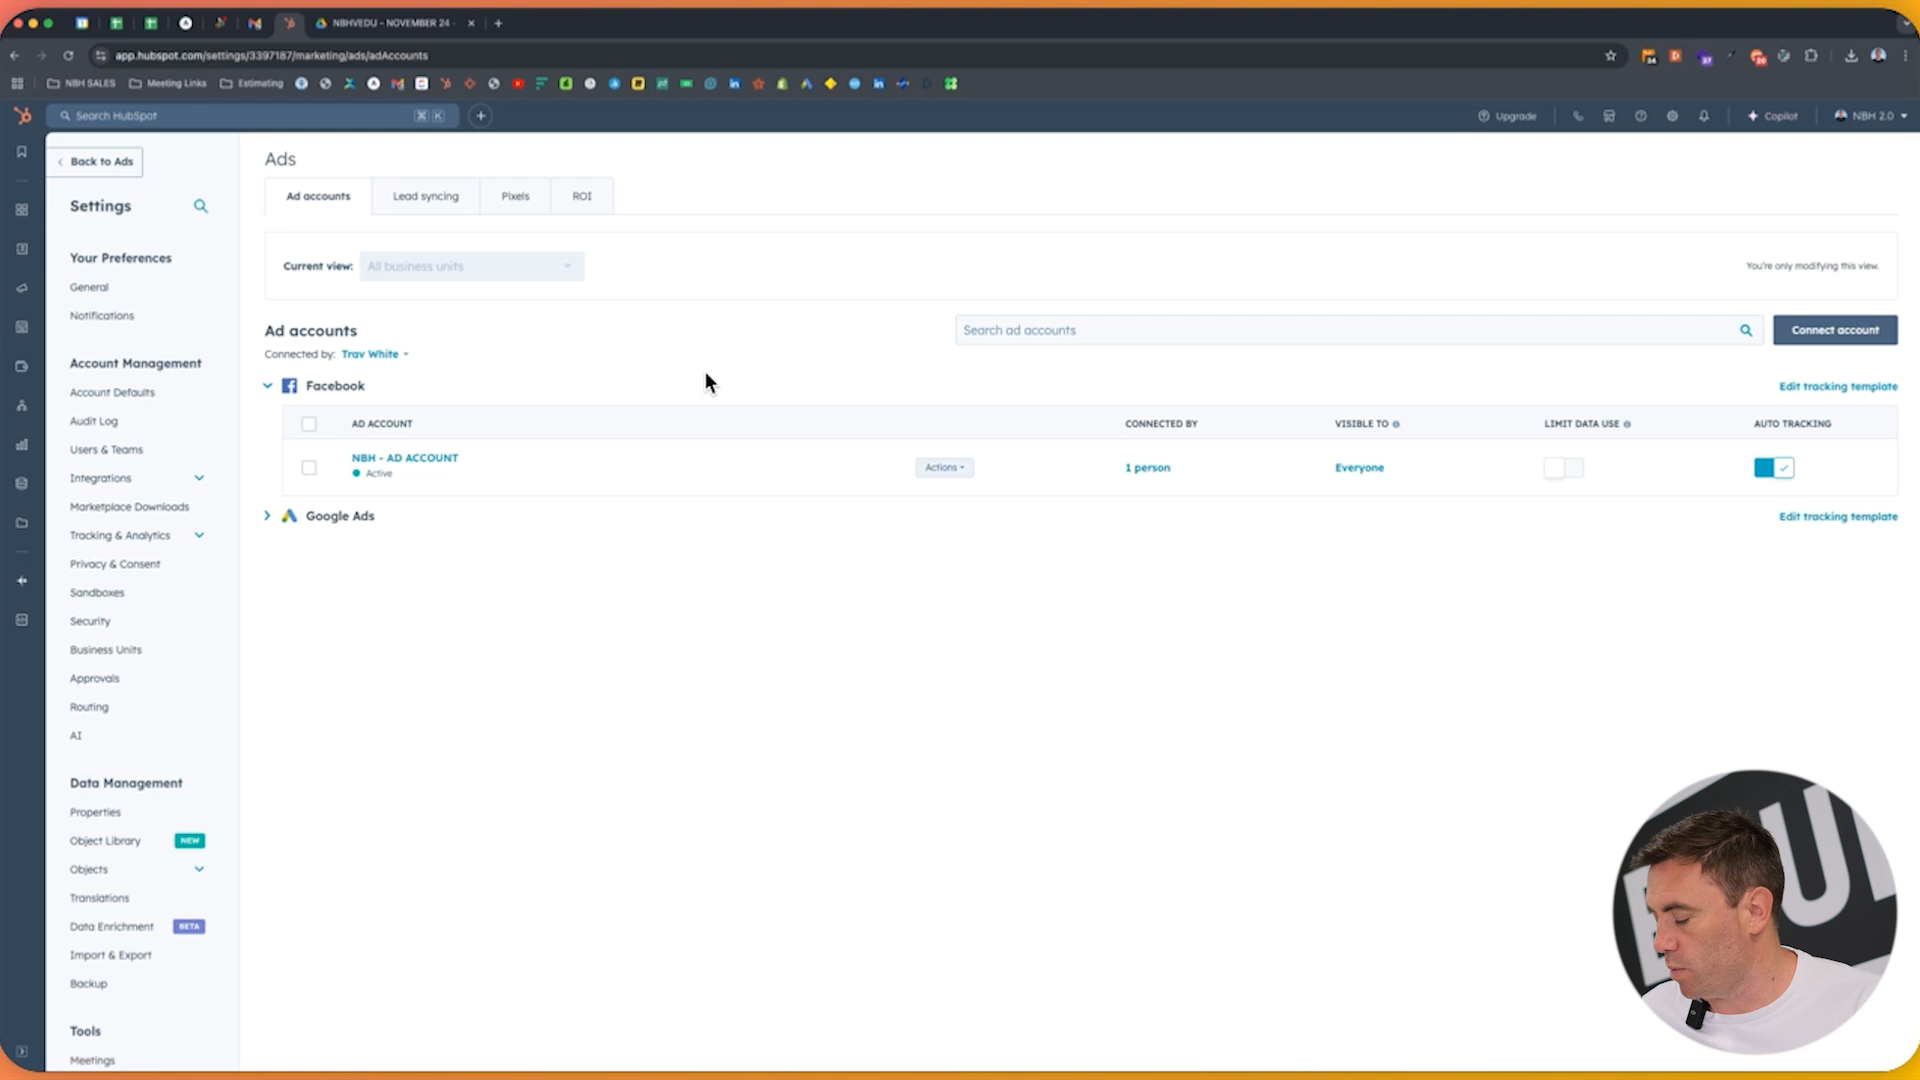 NBHVEDU - NOVEMBER 24
app.hubspot.com/settings/3397187/marketing/ads/adAccounts
NBH SALES
Meeting Links
Estimating
Search HubSpot
⌘ K
Upgrade
Copilot
NBH 2.0
Back to Ads
Settings
Your Preferences
General
Notifications
Account Management
Account Defaults
Audit Log
Users & Teams
Integrations
Marketplace Downloads
Tracking & Analytics
Privacy & Consent
Sandboxes
Security
Business Units
Approvals
Routing
AI
Data Management
Properties
Object Library NEW
Objects
Translations
Data Enrichment BETA
Import & Export
Backup
Tools
Meetings
Ads
Ad accounts
Lead syncing
Pixels
ROI
Current view: All business units
You're only modifying this view.
Ad accounts
Connected by: Trav White
Search ad accounts
Connect account
Facebook
Edit tracking template
AD ACCOUNT
CONNECTED BY
VISIBLE TO
LIMIT DATA USE
AUTO TRACKING
NBH - AD ACCOUNT
Active
Actions
1 person
Everyone
Google Ads
Edit tracking template